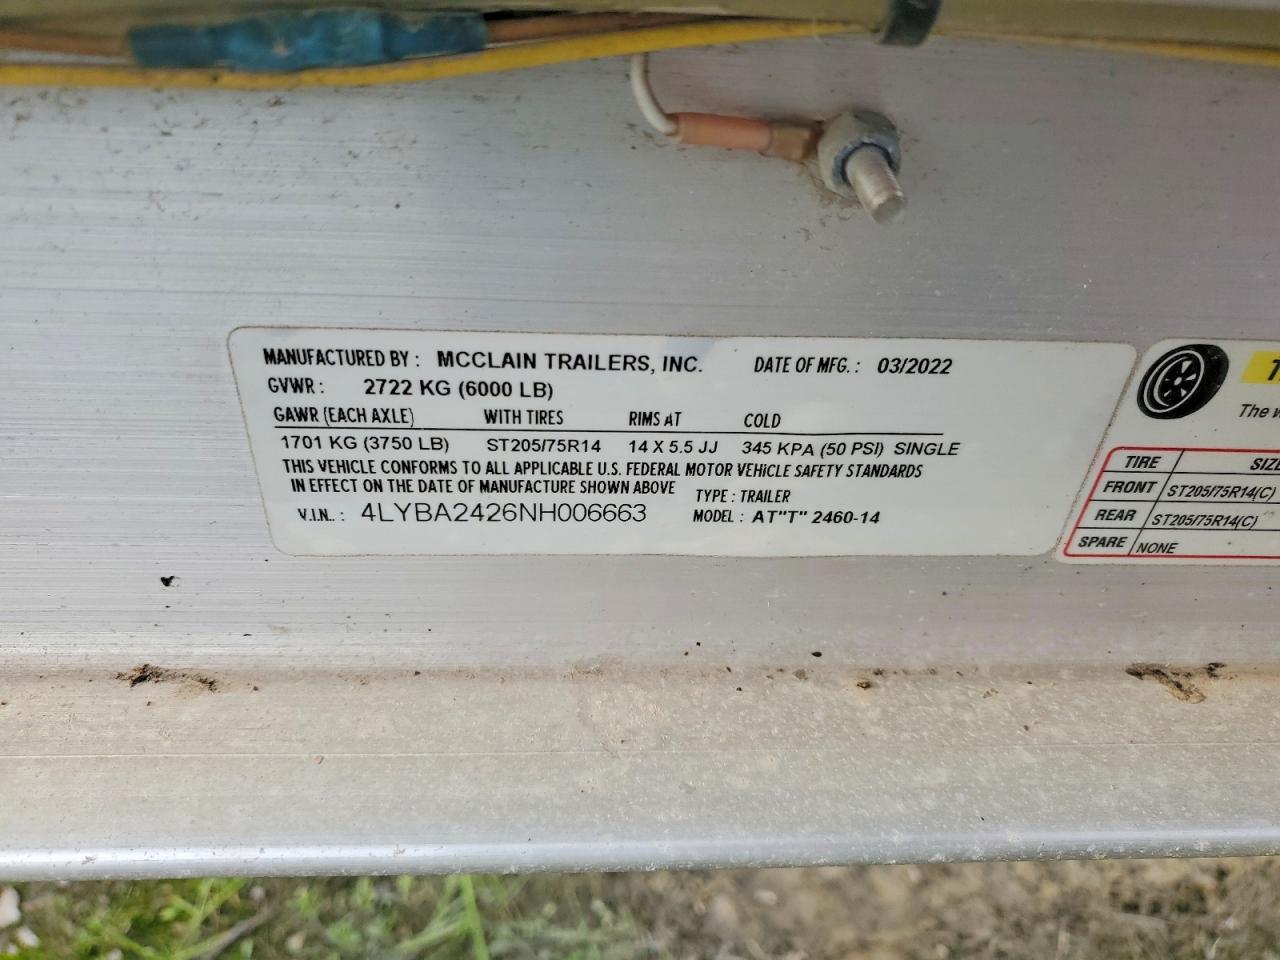 MANUFACTURED BY: MCCLAIN TRAILERS, INC. DATE OF MFG.: 03/2022
GVWR: 2722 KG (6000 LB)
GAWR (EACH AXLE) WITH TIRES RIMS AT COLD
1701 KG (3750 LB) ST205/75R14 14 X 5.5 JJ 345 KPA (50 PSI) SINGLE
THIS VEHICLE CONFORMS TO ALL APPLICABLE U.S. FEDERAL MOTOR VEHICLE SAFETY STANDARDS
IN EFFECT ON THE DATE OF MANUFACTURE SHOWN ABOVE TYPE: TRAILER
V.I.N..: 4LYBA2426NH006663 MODEL: AT"T" 2460-14
The
TIRE SIZE
FRONT ST205/75R14(C)
REAR ST205/75R14(C)
SPARE NONE